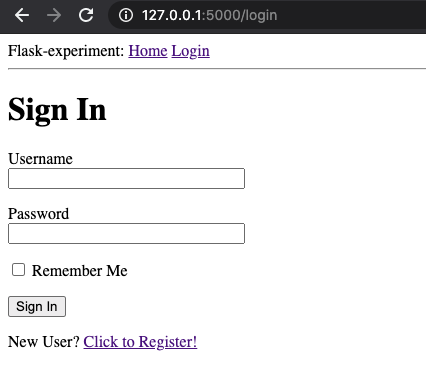 127.0.0.1:5000/login
Flask-experiment: Home Login
Sign In
Username
Password
Remember Me
Sign In
New User? Click to Register!